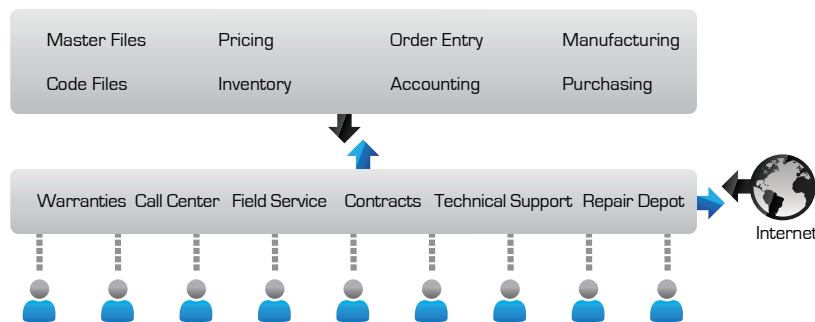 Master Files Pricing Order Entry Manufacturing
Code Files Inventory Accounting Purchasing
Warranties Call Center Field Service Contracts Technical Support Repair Depot
Internet